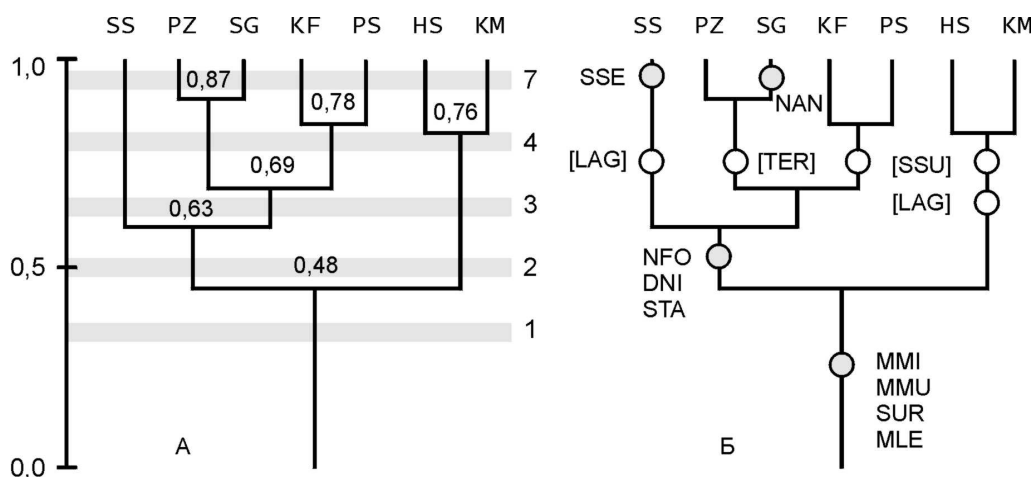 SS PZ SG KF PS HS KM
1,0
0,87
7
0,78
0,76
4
0,69
3
0,63
0,5
0,48
2
1
A
0,0
SS PZ SG KF PS HS KM
SSE
NAN
[LAG]
[TER]
[SSU]
[LAG]
NFO
DNI
STA
MMI
MMU
SUR
MLE
Б